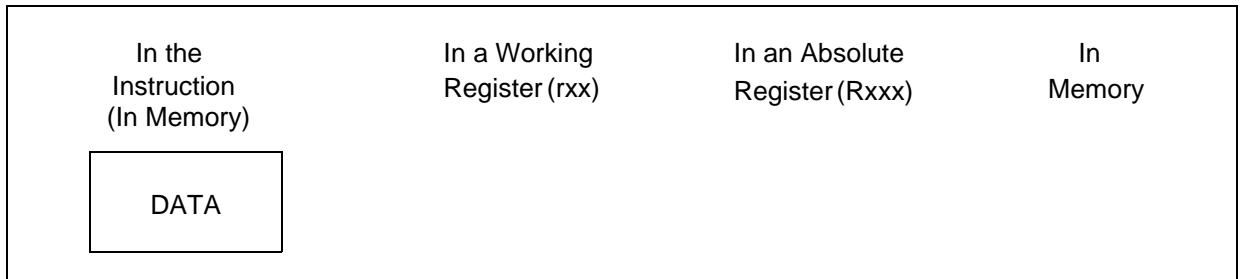 In the
Instruction
(In Memory)
In a Working
Register (rxx)
In an Absolute
Register (Rxxx)
In
Memory
DATA